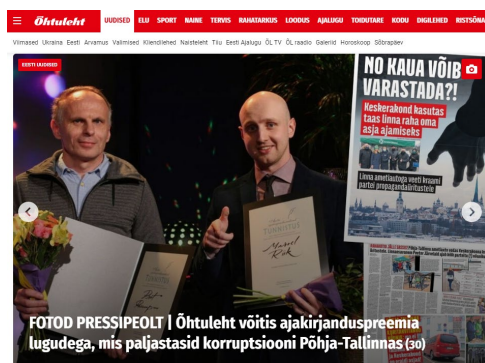 Õhtuleht
UUDISED ELU SPORT NAINE TERVIS RAHATARKUS LOODUS AJALUGU TOIDUTARE KODU DIGILEHED RISTSÕNA
Viimased Ukraina Eesti Arvamus Valimised Kliendilehed Naisteleht Tiiu Eesti Ajalugu ÕL TV ÕL raadio Galeriid Horoskoop Sõbrapäev
EESTI UUDISED
NO KAUA VÕIB
VARASTADA?!
Keskerakond kasutas
taas linna raha oma
asja ajamiseks
Linna ametiautoga veeti kraami
partei propagandaüritustele
TUNNISTUS
FOTOD PRESSIPEOLT | Õhtuleht võitis ajakirjanduspreemia
lugudega, mis paljastasid korruptsiooni Põhja-Tallinnas (30)